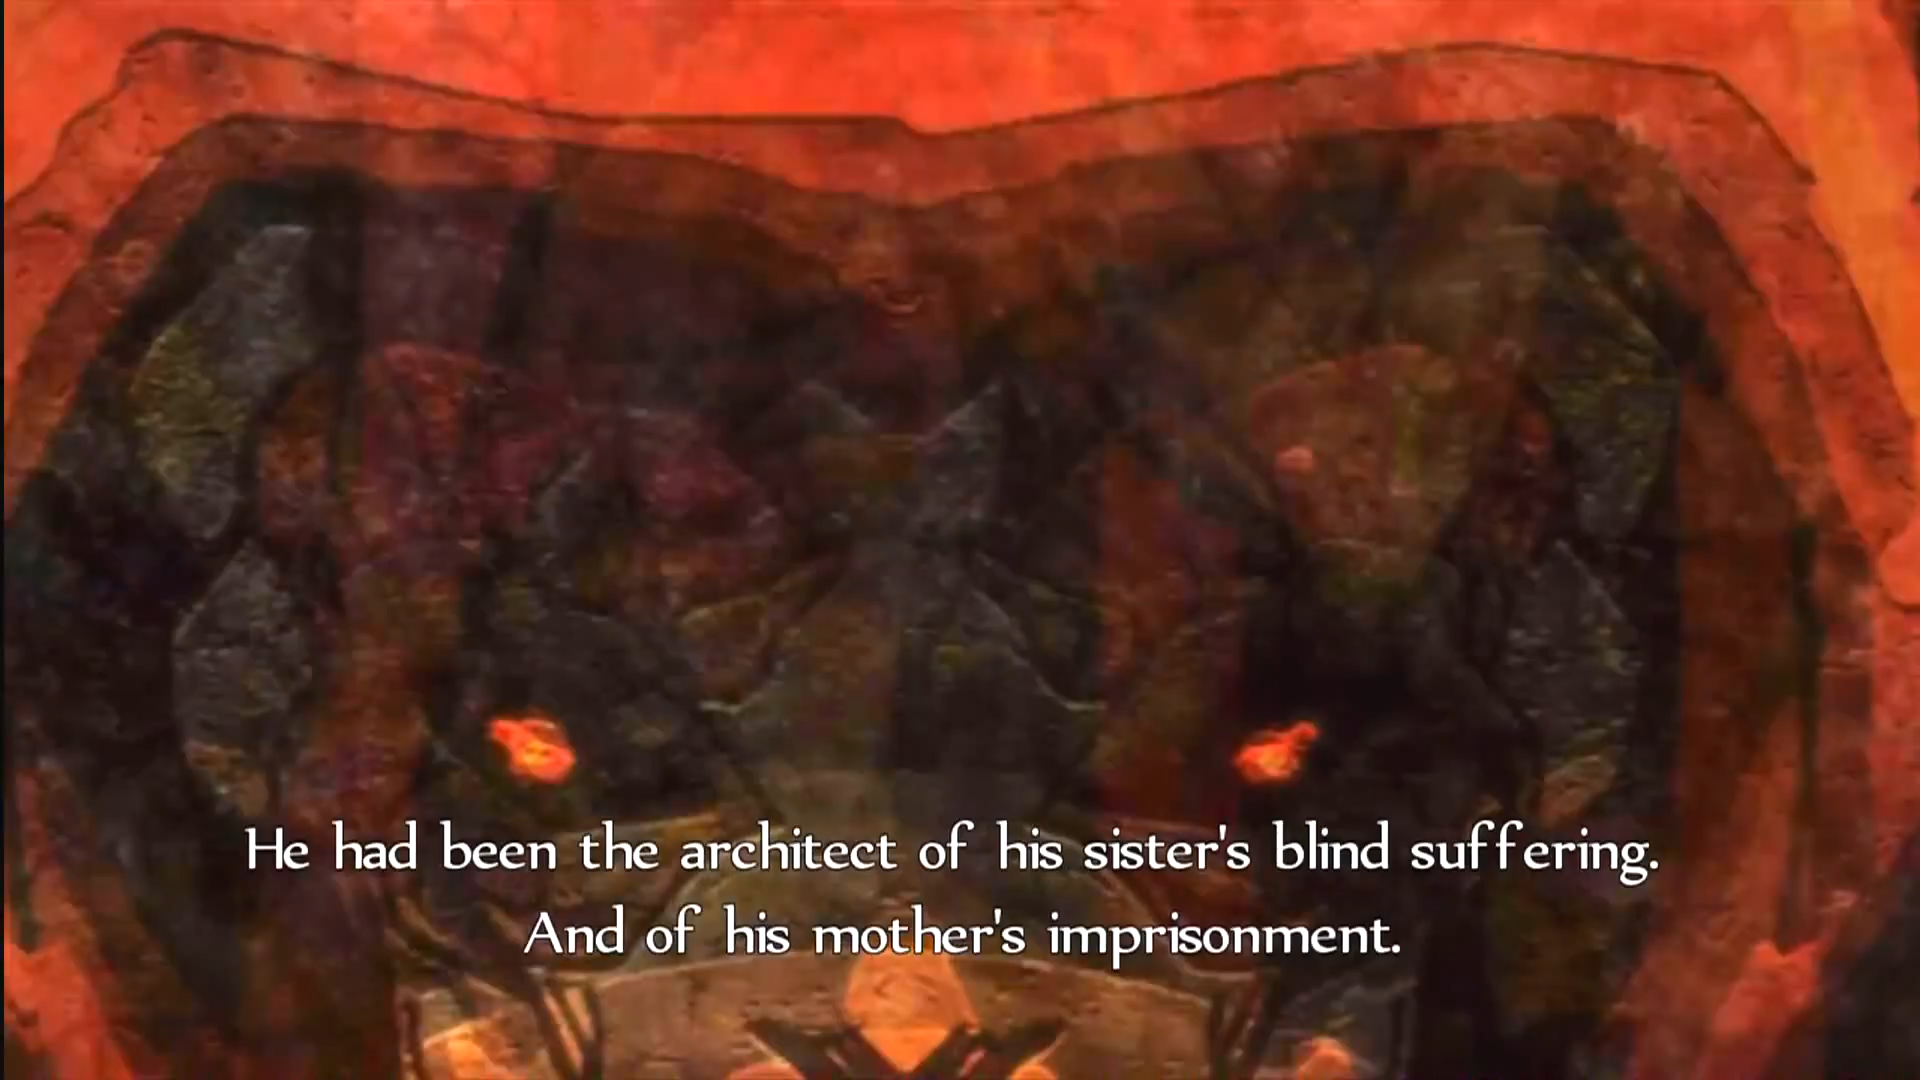 He had been the architect of his sister's blind suffering.
And of his mother's imprisonment.